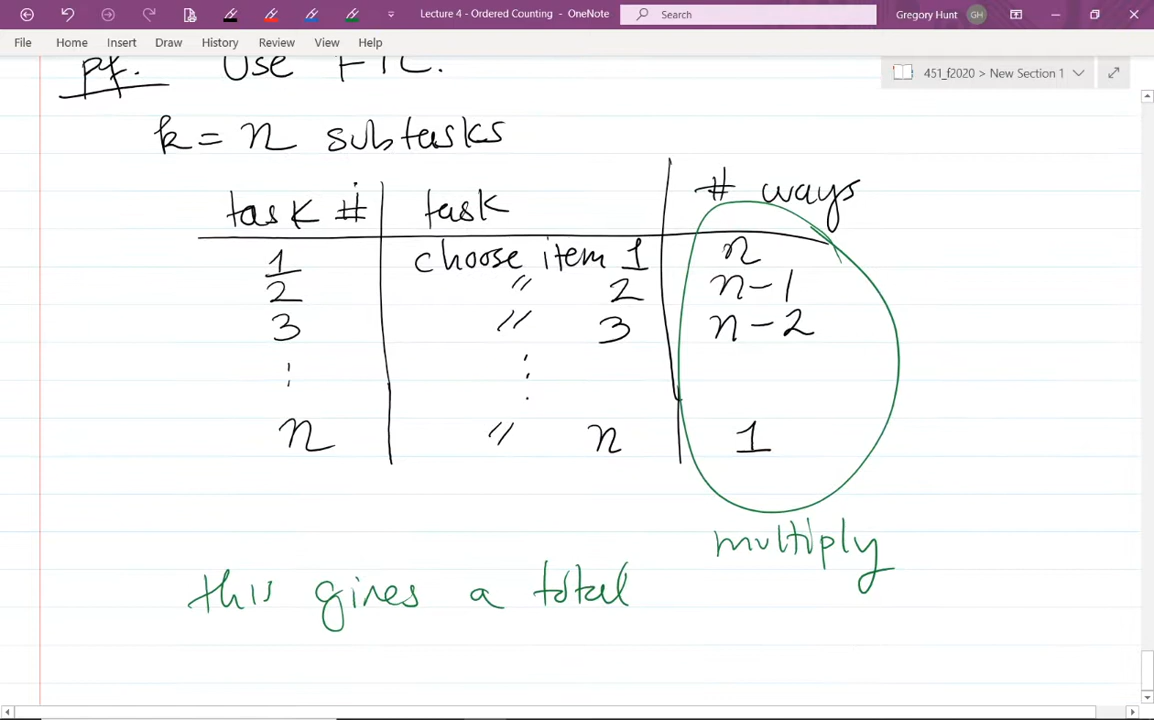 Lecture 4 - Ordered Counting - OneNote
Search
Gregory Hunt
GH
File Home Insert Draw History Review View Help
451_f2020 > New Section 1
pf. Use FTC.
k = n subtasks
task # task # ways
1 choose item 1 n
2 " 2 n-1
3 " 3 n-2
⋮ ⋮
n " n 1
multiply
this gives a total